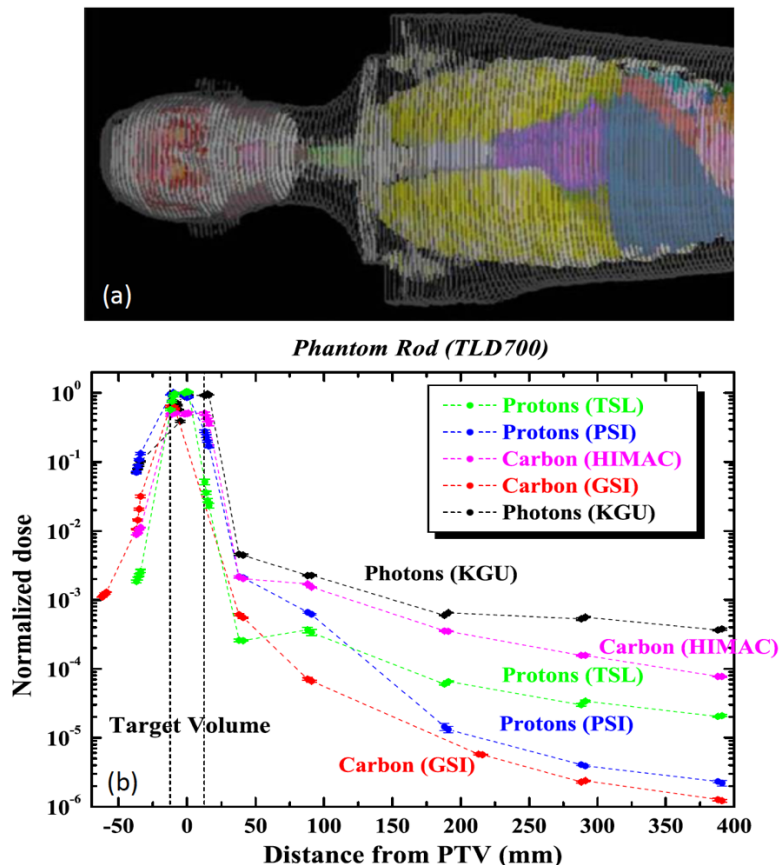 (a)
Phantom Rod (TLD700)
10^0
10^-1
10^-2
10^-3
10^-4
10^-5
10^-6
Normalized dose
Protons (TSL)
Protons (PSI)
Carbon (HIMAC)
Carbon (GSI)
Photons (KGU)
Photons (KGU)
Carbon (HIMAC)
Protons (TSL)
Target Volume
Protons (PSI)
Carbon (GSI)
(b)
-50 0 50 100 150 200 250 300 350 400
Distance from PTV (mm)